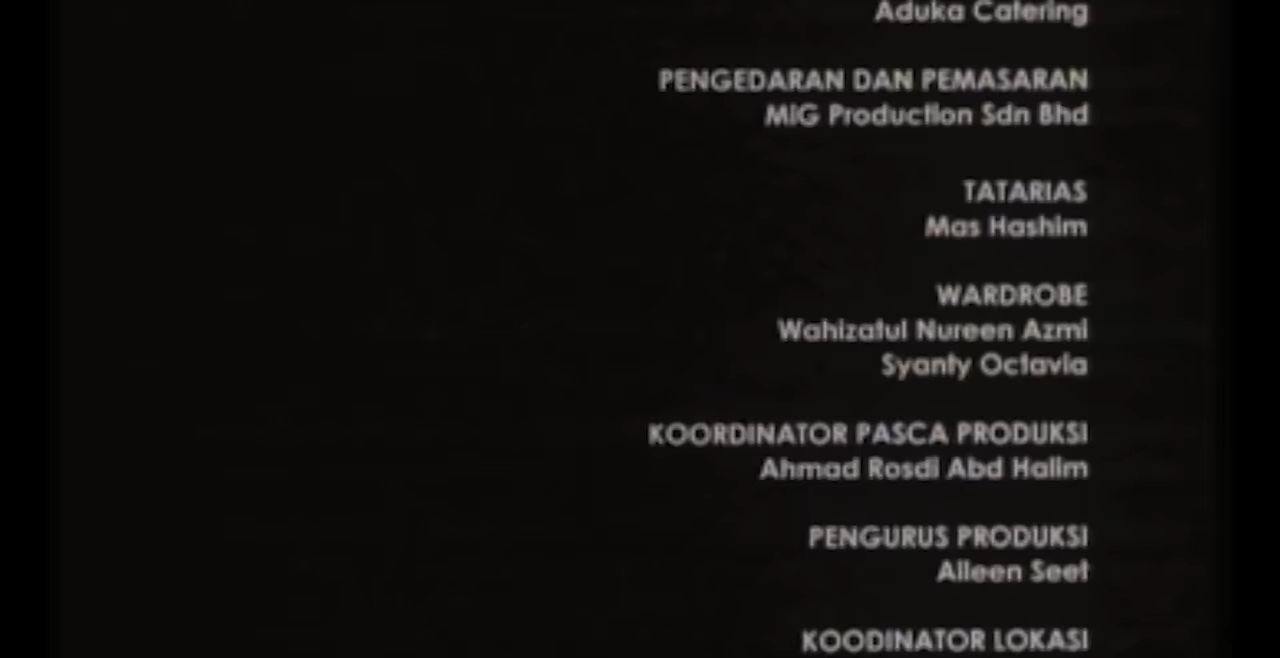 Aduka Catering
PENGEDARAN DAN PEMASARAN
MIG Production Sdn Bhd
TATARIAS
Mas Hashim
WARDROBE
Wahizatul Nureen Azmi
Syanty Octavia
KOORDINATOR PASCA PRODUKSI
Ahmad Rosdi Abd Halim
PENGURUS PRODUKSI
Aileen Seet
KOODINATOR LOKASI